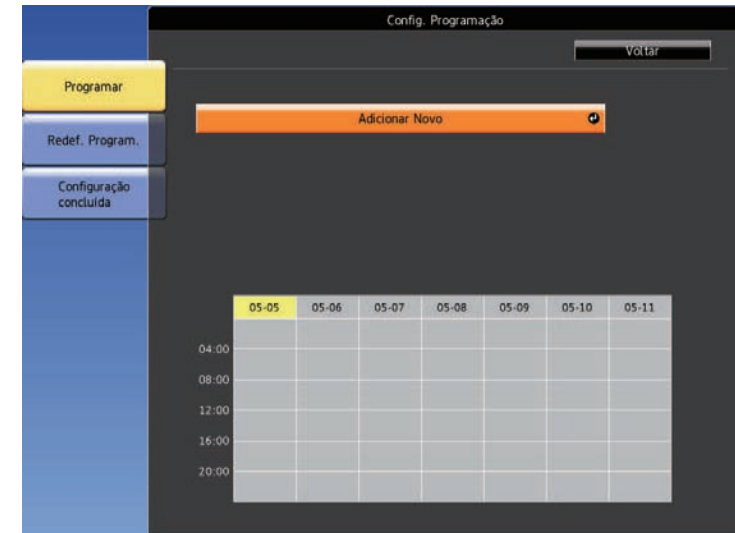 Config. Programação
Voltar
Programar
Adicionar Novo
Redef. Program.
Configuração
concluída
05-05 05-06 05-07 05-08 05-09 05-10 05-11
04:00
08:00
12:00
16:00
20:00